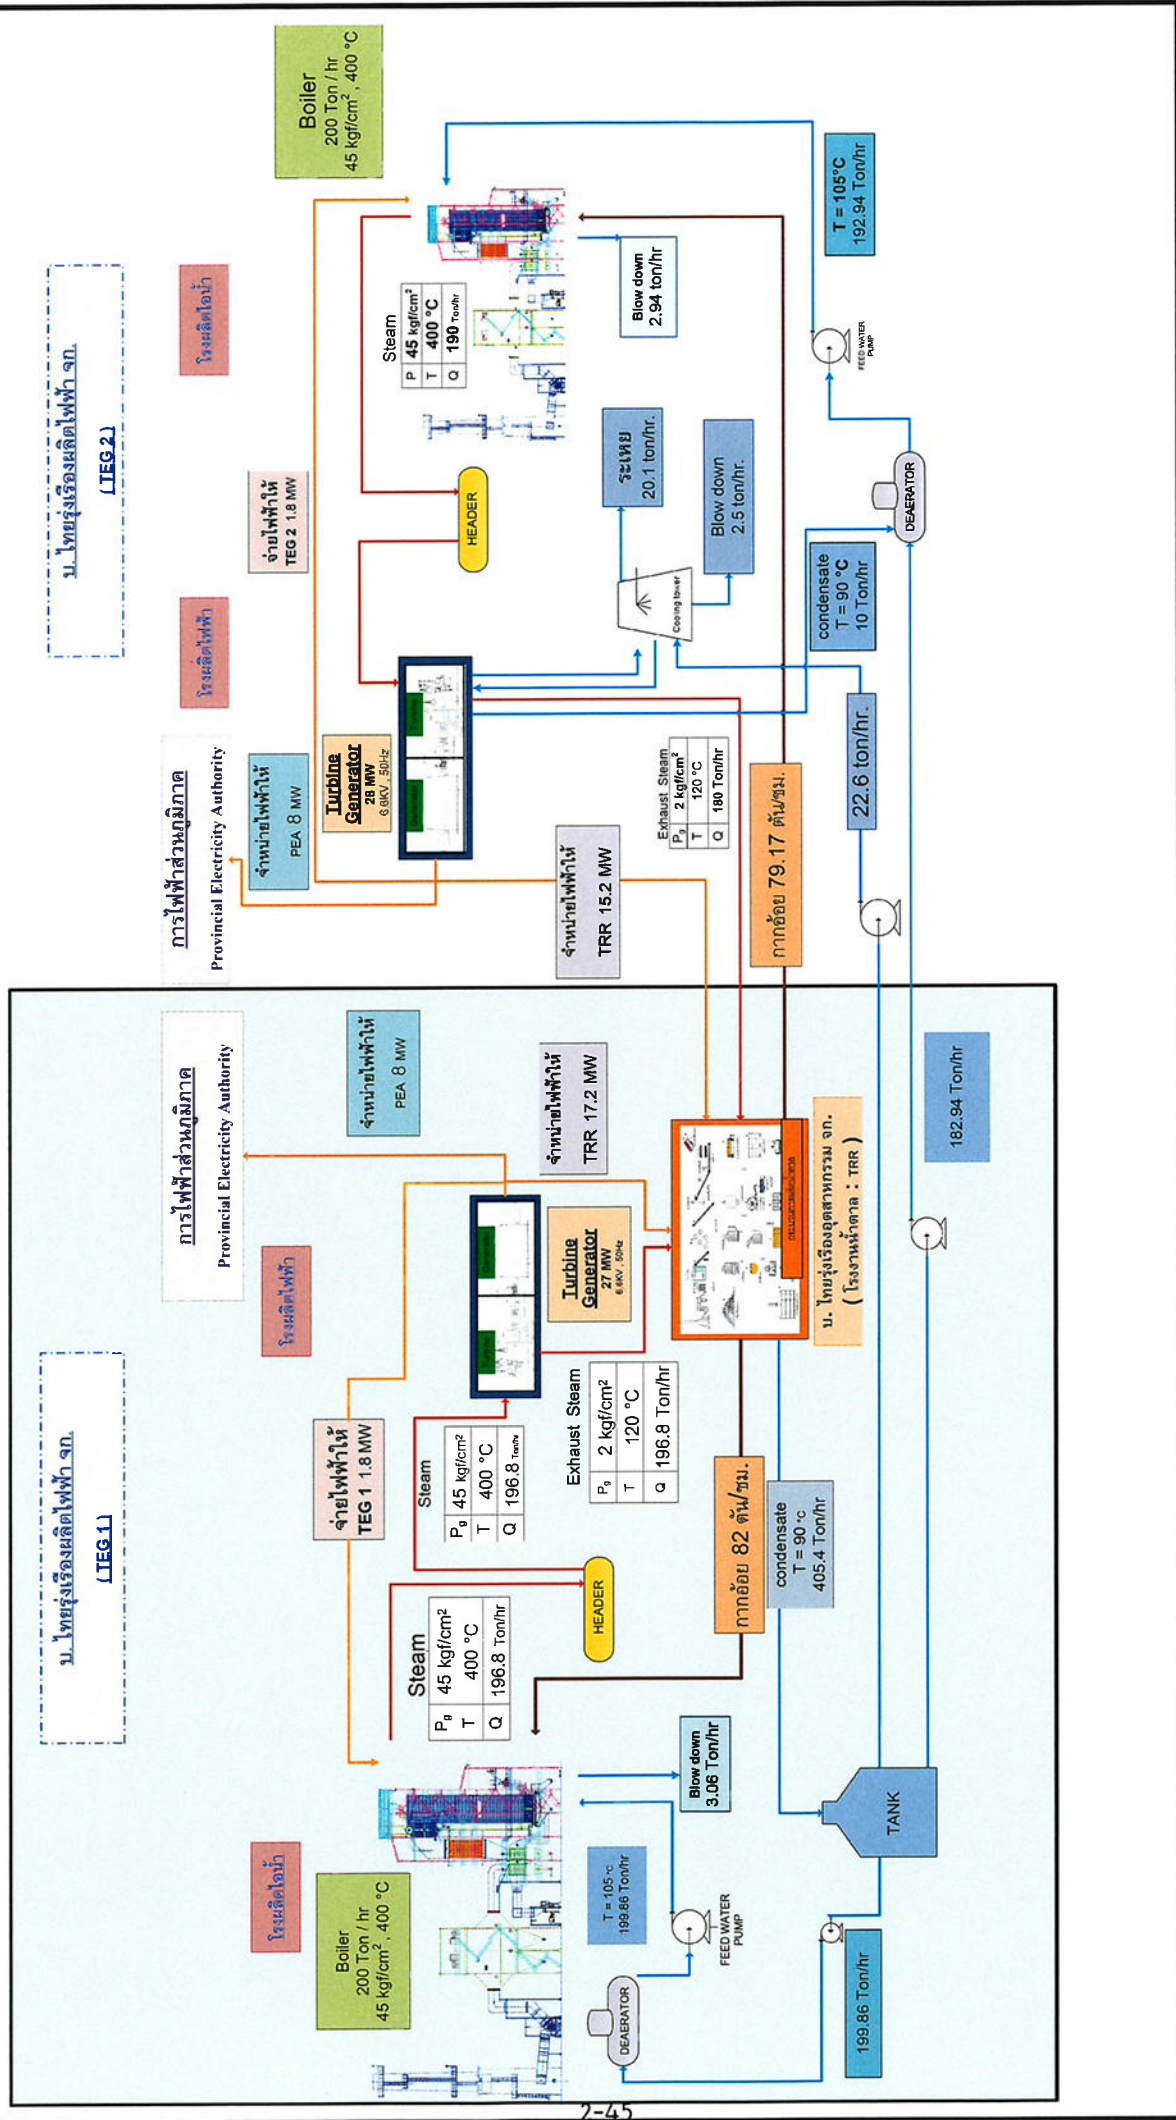 บ. ไทยรุ่งเรืองผลิตไฟฟ้า จก.
( TEG 1 )
โรงผลิตไอน้ำ
Boiler
200 Ton / hr
45 kgf/cm², 400 °C
จ่ายไฟฟ้าให้
TEG 1 1.8 MW
โรงผลิตไฟฟ้า
การไฟฟ้าส่วนภูมิภาค
Provincial Electricity Authority
จำหน่ายไฟฟ้าให้
PEA 8 MW
Steam
Pg 45 kgf/cm²
T 400 °C
Q 196.8 Ton/hr
HEADER
Steam
Pg 45 kgf/cm²
T 400 °C
Q 196.8 Ton/hr
Turbine
Generator
Turbine
Generator
27 MW
6.6KV , 50Hz
จำหน่ายไฟฟ้าให้
TRR 17.2 MW
Exhaust Steam
Pg 2 kgf/cm²
T 120 °C
Q 196.8 Ton/hr
บ. ไทยรุ่งเรืองอุตสาหกรรม จก.
( โรงงานน้ำตาล : TRR )
กากอ้อย 82 ตัน/ชม.
condensate
T = 90 °C
405.4 Ton/hr
Blow down
3.06 Ton/hr
T = 105 °C
199.86 Ton/hr
FEED WATER
PUMP
DEAERATOR
199.86 Ton/hr
TANK
182.94 Ton/hr
บ. ไทยรุ่งเรืองผลิตไฟฟ้า จก.
( TEG 2 )
การไฟฟ้าส่วนภูมิภาค
Provincial Electricity Authority
จำหน่ายไฟฟ้าให้
PEA 8 MW
โรงผลิตไฟฟ้า
จ่ายไฟฟ้าให้
TEG 2 1.8 MW
โรงผลิตไอน้ำ
Boiler
200 Ton / hr
45 kgf/cm², 400 °C
Turbine
Generator
28 MW
6.6KV , 50Hz
Generator
Turbine
HEADER
Steam
P 45 kgf/cm²
T 400 °C
Q 190 Ton/hr
จำหน่ายไฟฟ้าให้
TRR 15.2 MW
Exhaust Steam
Pg 2 kgf/cm²
T 120 °C
Q 180 Ton/hr
Cooling tower
ระเหย
20.1 ton/hr.
Blow down
2.5 ton/hr.
Blow down
2.94 ton/hr
กากอ้อย 79.17 ตัน/ชม.
22.6 ton/hr.
condensate
T = 90 °C
10 Ton/hr
DEAERATOR
FEED WATER
PUMP
T = 105°C
192.94 Ton/hr
2-45